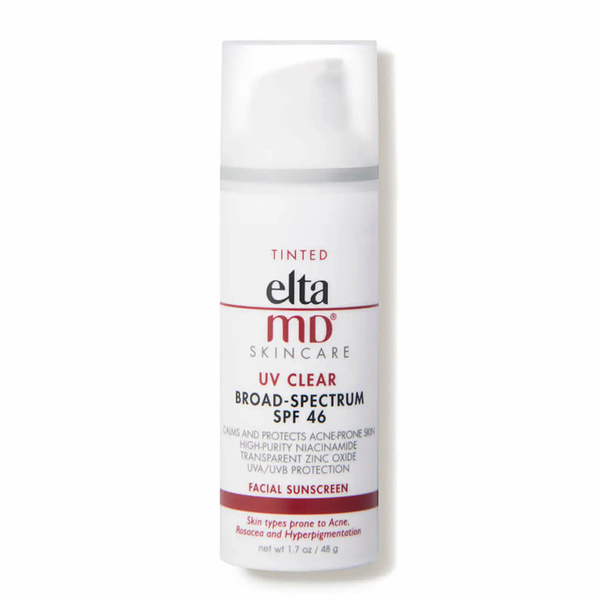 TINTED
elta
MD®
SKINCARE
UV CLEAR
BROAD-SPECTRUM
SPF 46
CALMS AND PROTECTS ACNE-PRONE SKIN
HIGH-PURITY NIACINAMIDE
TRANSPARENT ZINC OXIDE
UVA/UVB PROTECTION
FACIAL SUNSCREEN
Skin types prone to Acne,
Rosacea and Hyperpigmentation
net wt 1.7 oz / 48 g